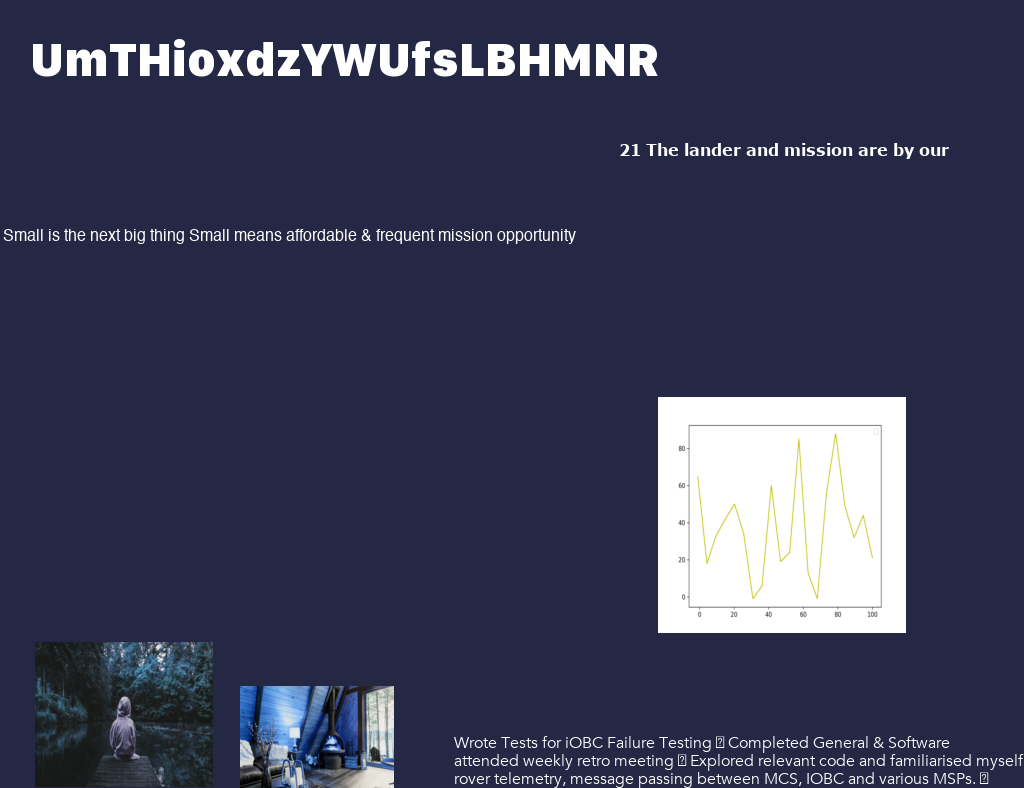 UmTHioxdzYWUfsLBHMNR
21 The lander and mission are by our
Small is the next big thing Small means affordable & frequent mission opportunity
80
60
40
20
0
0 20 40 60 80 100
Wrote Tests for iOBC Failure Testing Completed General & Software
attended weekly retro meeting Explored relevant code and familiarised myself
rover telemetry, message passing between MCS, IOBC and various MSPs.